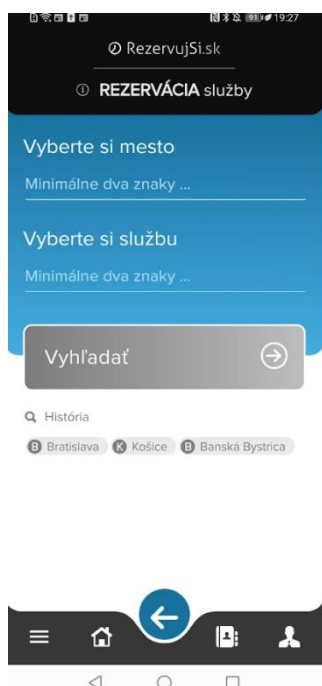 91 19:27
RezervujSi.sk
REZERVÁCIA služby
Vyberte si mesto
Minimálne dva znaky ...
Vyberte si službu
Minimálne dva znaky ...
Vyhľadať
História
B Bratislava K Košice B Banská Bystrica